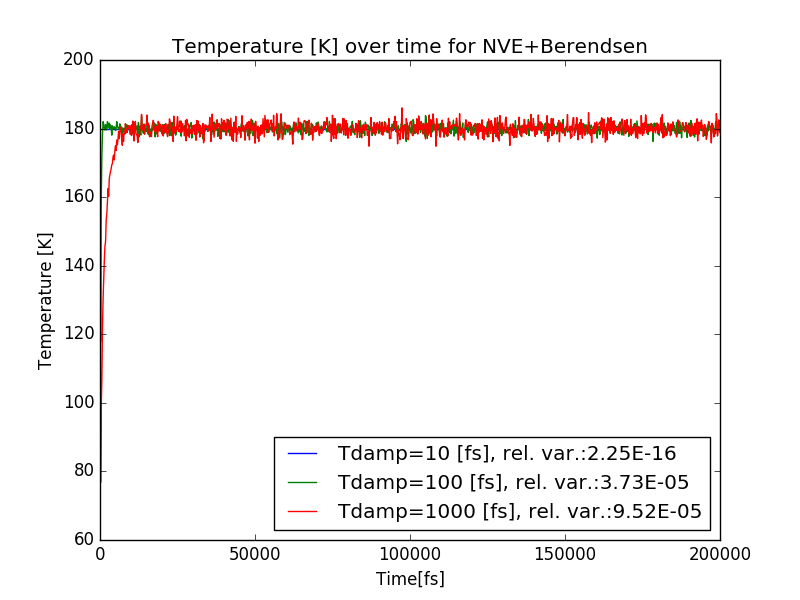 Temperature [K] over time for NVE+Berendsen
200
180
160
140
120
100
80
60
Temperature [K]
Tdamp=10 [fs], rel. var.:2.25E-16
Tdamp=100 [fs], rel. var.:3.73E-05
Tdamp=1000 [fs], rel. var.:9.52E-05
0 50000 100000 150000 200000
Time[fs]